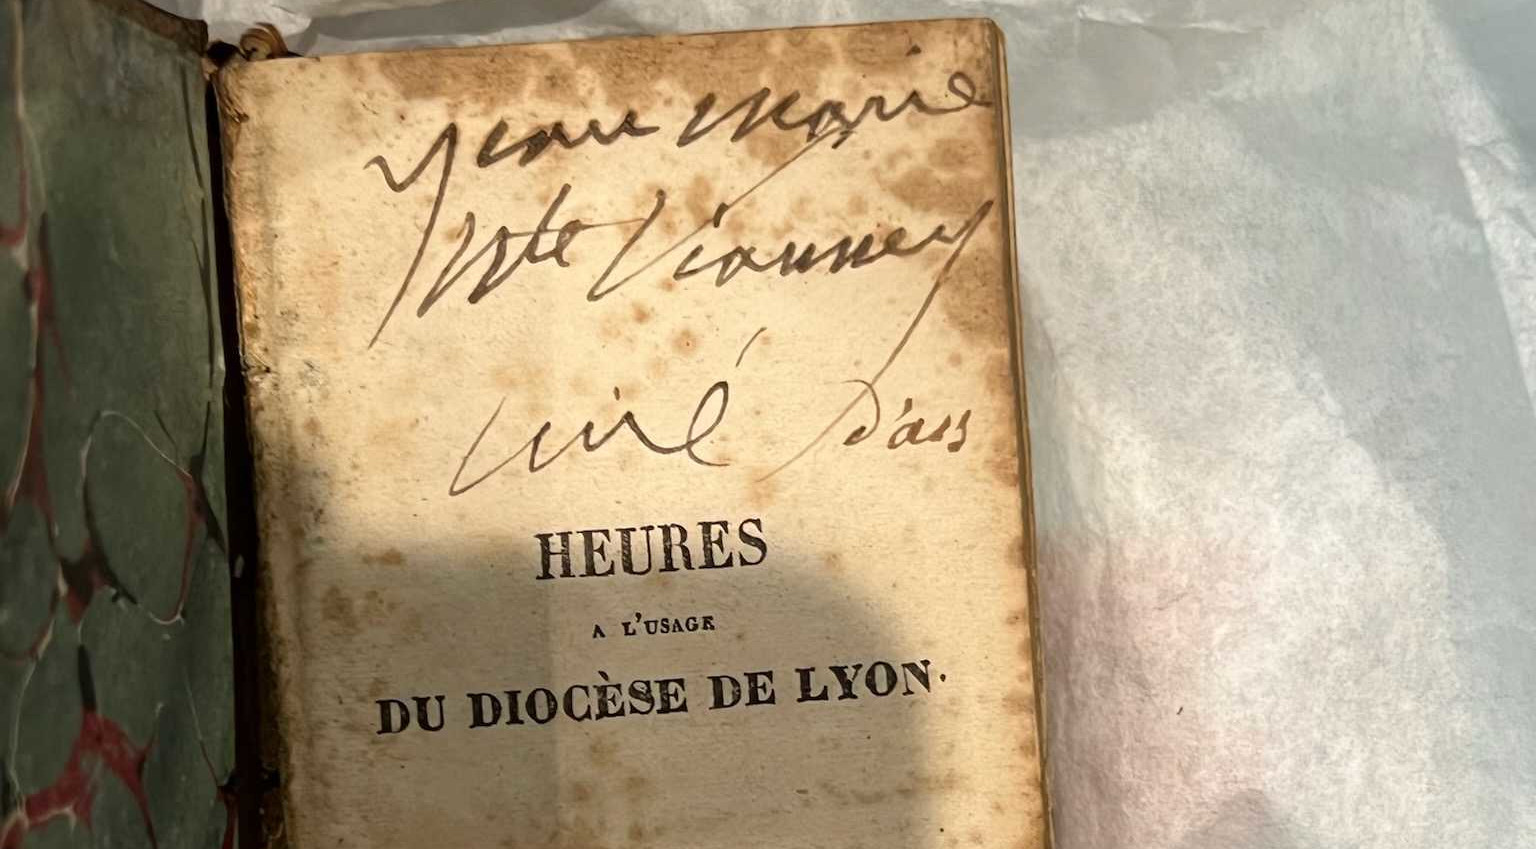 Jean Marie
Bte Vianney
curé D'ars
HEURES
A L'USAGE
DU DIOCÈSE DE LYON.